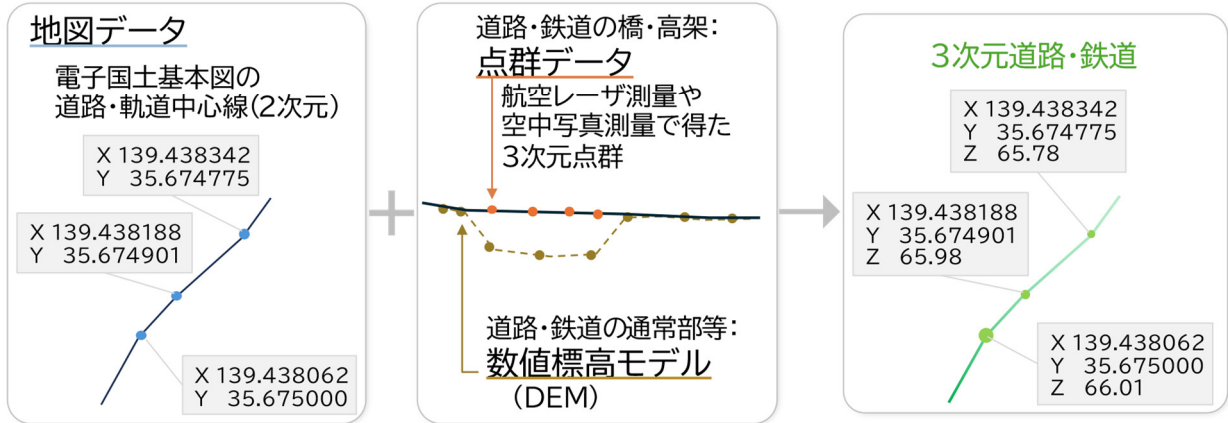 地図データ
電子国土基本図の
道路・軌道中心線(2次元)
X 139.438342
Y 35.674775
X 139.438188
Y 35.674901
X 139.438062
Y 35.675000
+
道路・鉄道の橋・高架:
点群データ
航空レーザ測量や
空中写真測量で得た
3次元点群
道路・鉄道の通常部等:
数値標高モデル
(DEM)
3次元道路・鉄道
X 139.438342
Y 35.674775
Z 65.78
X 139.438188
Y 35.674901
Z 65.98
X 139.438062
Y 35.675000
Z 66.01